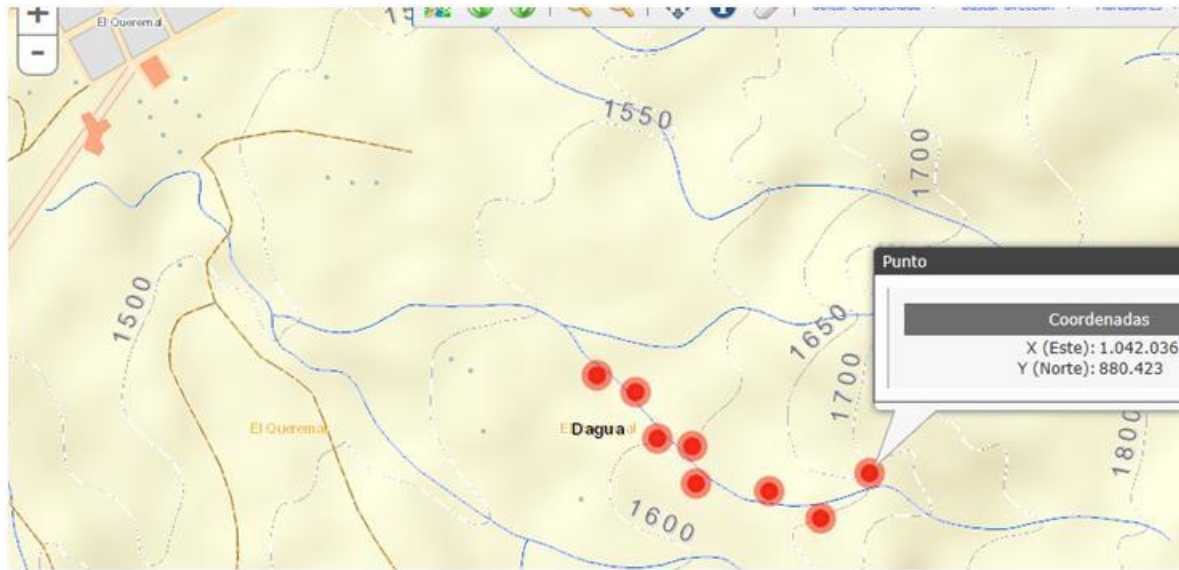 +
El Queremal
-
1550
1700
Punto
Coordenadas
X (Este): 1.042.036
Y (Norte): 880.423
1500
1650
1700
El Queremal
Dagua
1800
1600